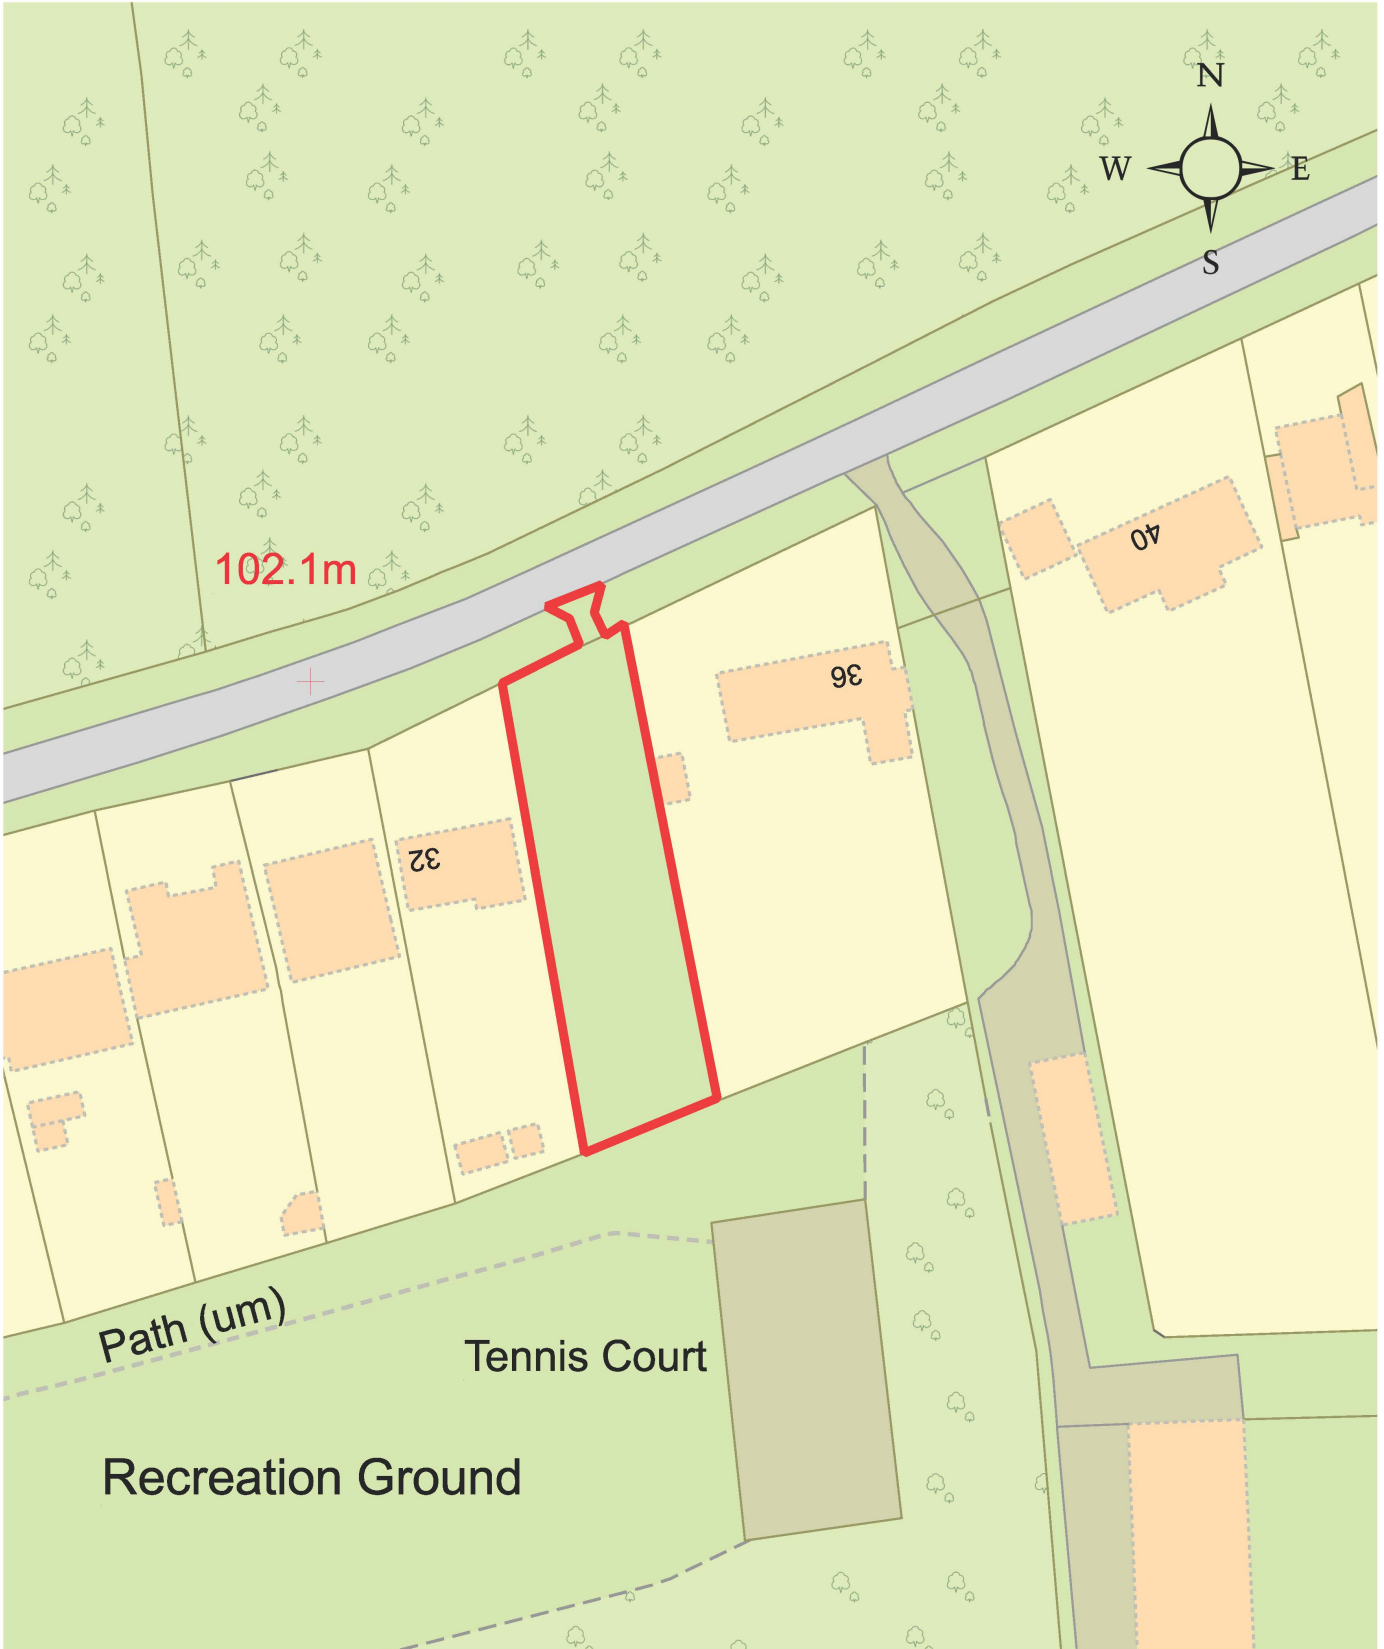 N
W E
S
40
102.1m
36
32
Path (um)
Tennis Court
Recreation Ground